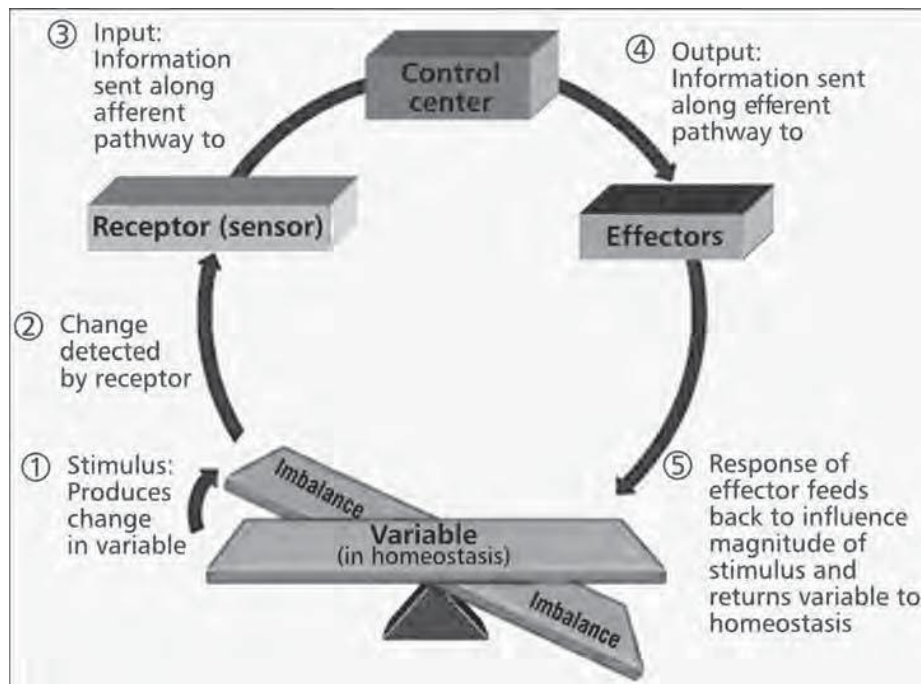 ③ Input:
Information
sent along
afferent
pathway to
Control
center
④ Output:
Information sent
along efferent
pathway to
Receptor (sensor)
Effectors
② Change
detected
by receptor
① Stimulus:
Produces
change
in variable
Imbalance
Variable
(in homeostasis)
Imbalance
⑤ Response of
effector feeds
back to influence
magnitude of
stimulus and
returns variable to
homeostasis